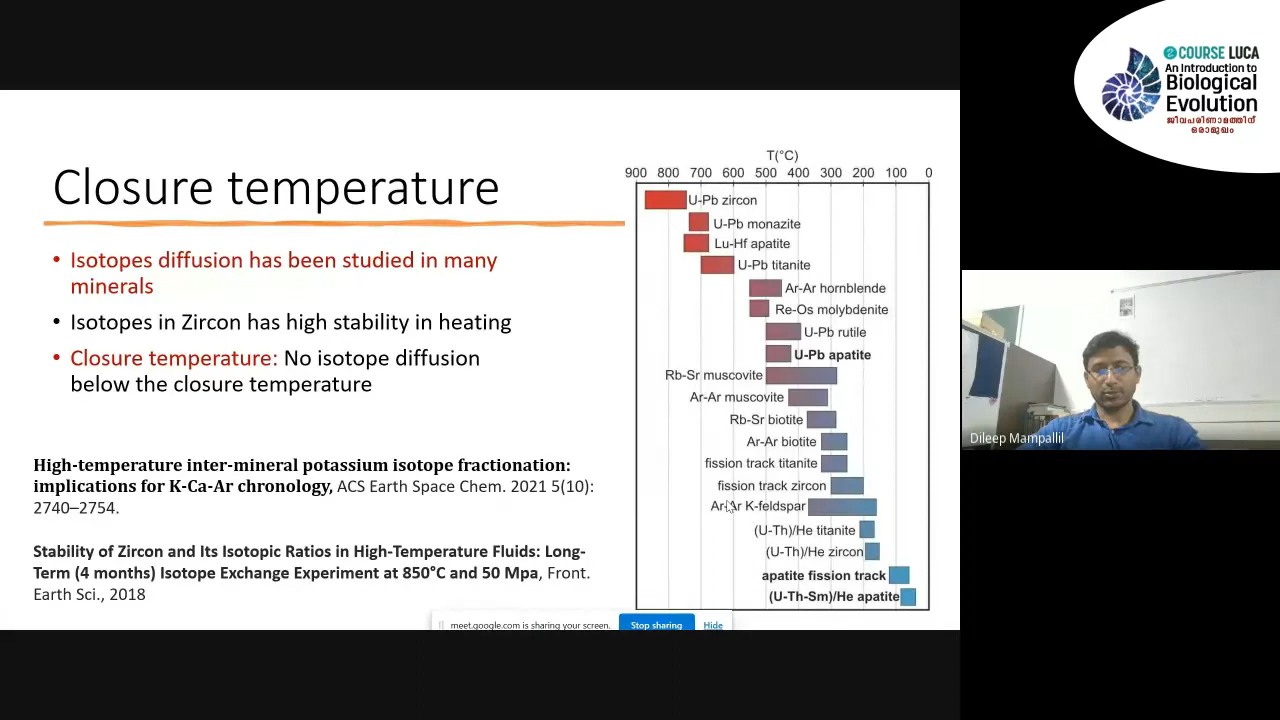 Closure temperature
• Isotopes diffusion has been studied in many
minerals
• Isotopes in Zircon has high stability in heating
• Closure temperature: No isotope diffusion
below the closure temperature
High-temperature inter-mineral potassium isotope fractionation:
implications for K-Ca-Ar chronology, ACS Earth Space Chem. 2021 5(10):
2740–2754.
Stability of Zircon and Its Isotopic Ratios in High-Temperature Fluids: Long-
Term (4 months) Isotope Exchange Experiment at 850°C and 50 Mpa, Front.
Earth Sci., 2018
T(°C)
900 800 700 600 500 400 300 200 100 0
U-Pb zircon
U-Pb monazite
Lu-Hf apatite
U-Pb titanite
Ar-Ar hornblende
Re-Os molybdenite
U-Pb rutile
U-Pb apatite
Rb-Sr muscovite
Ar-Ar muscovite
Rb-Sr biotite
Ar-Ar biotite
fission track titanite
fission track zircon
Ar-Ar K-feldspar
(U-Th)/He titanite
(U-Th)/He zircon
apatite fission track
(U-Th-Sm)/He apatite
meet.google.com is sharing your screen.
Stop sharing
Hide
COURSE LUCA
An Introduction to
Biological
Evolution
ജീവപരിണാമത്തിന്
ഒരാമുഖം
Dileep Mampallil